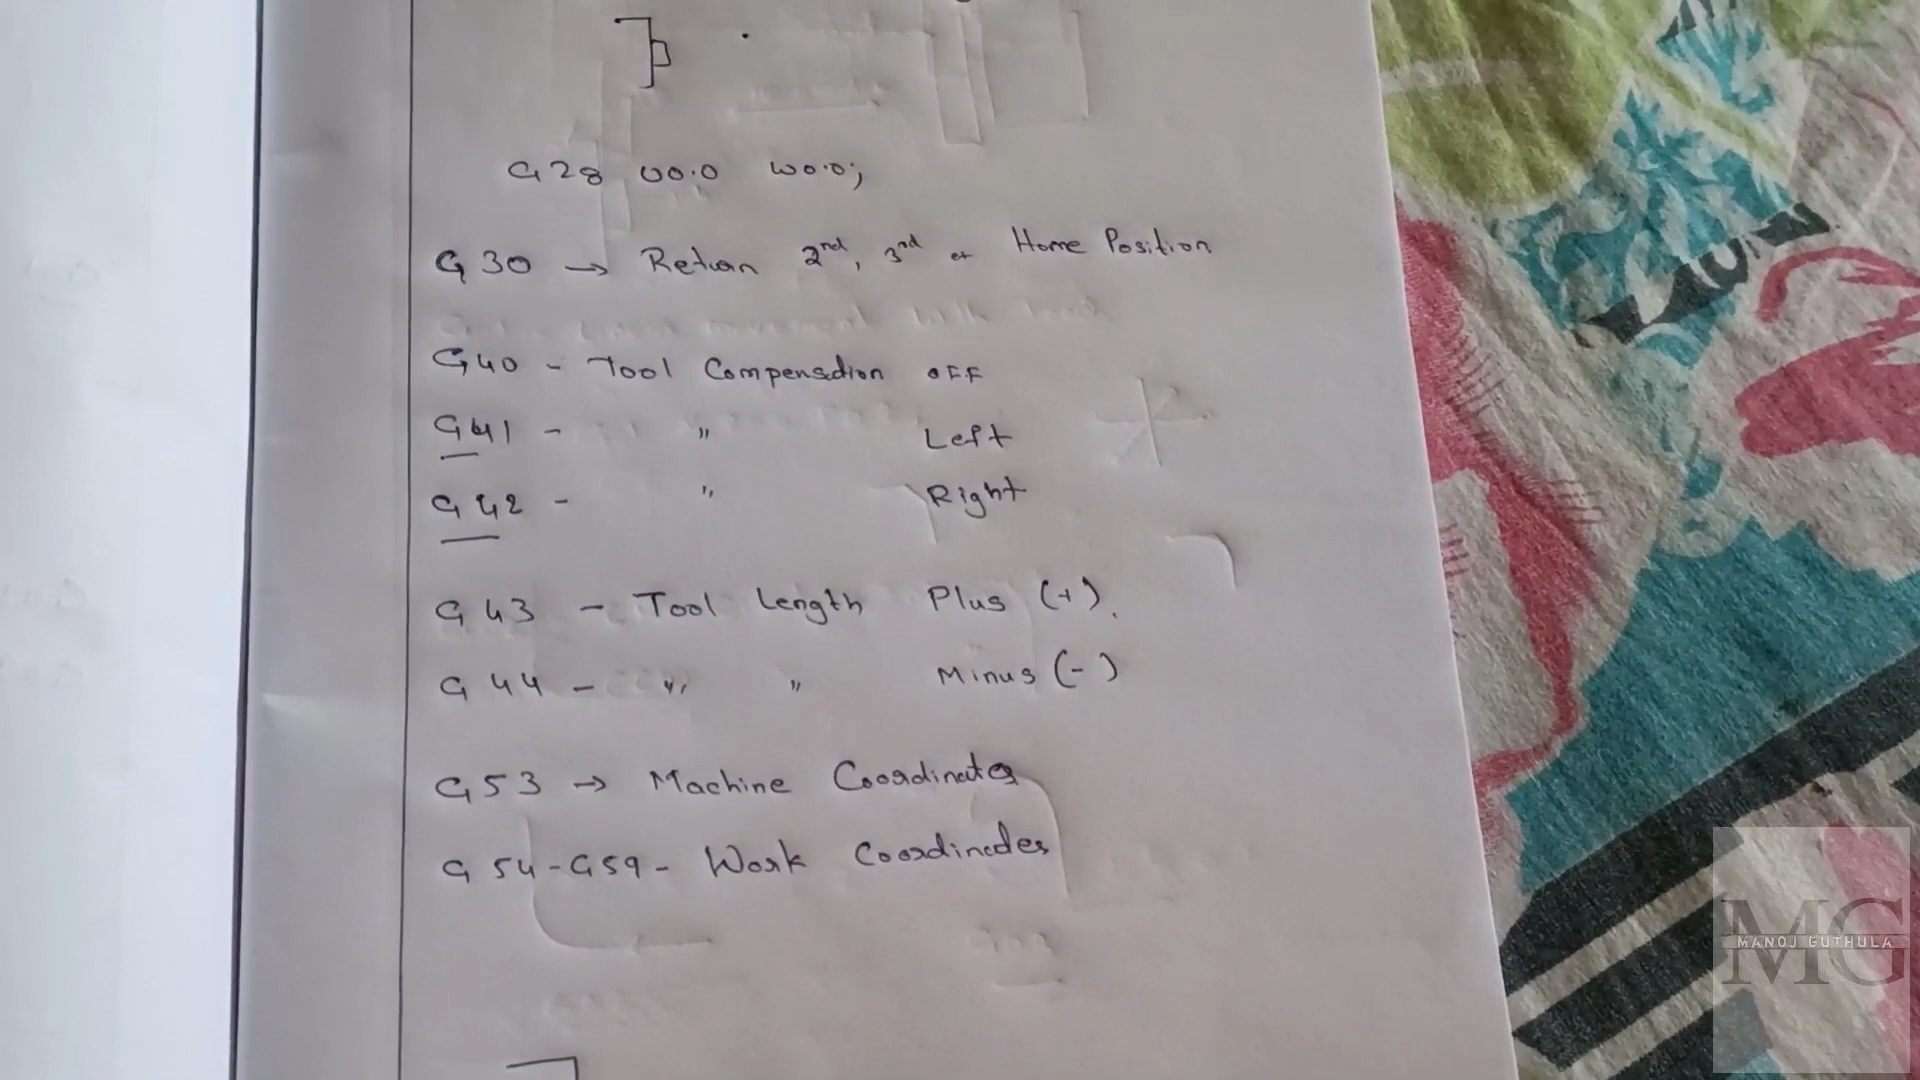 G28 U0.0 W0.0;
G30 → Return 2nd, 3rd or Home Position
G40 - Tool Compensation OFF
G41 - " Left
G42 - " Right
G43 - Tool Length Plus (+).
G44 - " " Minus (-)
G53 → Machine Coordinates
G54-G59 - Work Coordinates
MG
MANOJ GUTHULA